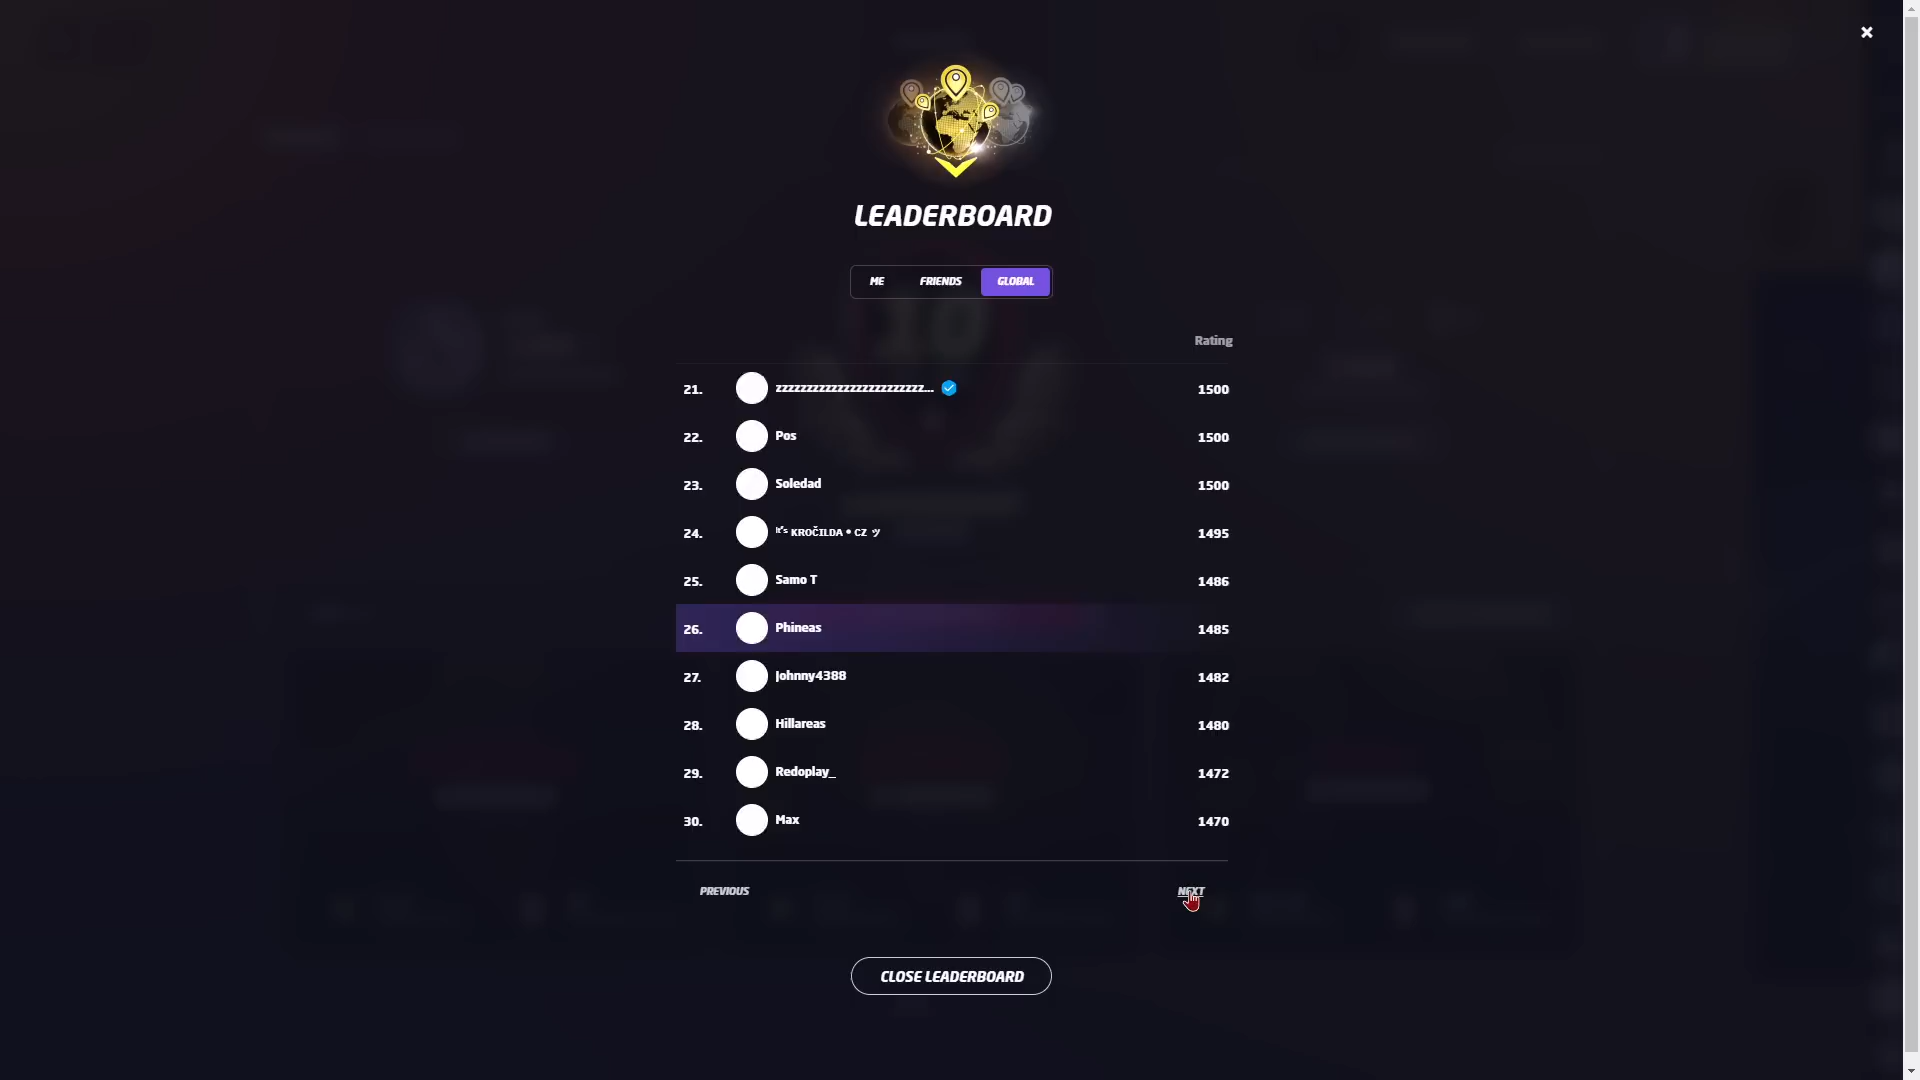 LEADERBOARD
ME FRIENDS GLOBAL
Rating
21. zzzzzzzzzzzzzzzzzzzzzzzzz... 1500
22. Pos 1500
23. Soledad 1500
24. ᴵᵗ'ˢ KROČILDA • CZ ツ 1495
25. Samo T 1486
26. Phineas 1485
27. Johnny4388 1482
28. Hillareas 1480
29. Redoplay_ 1472
30. Max 1470
PREVIOUS NEXT
CLOSE LEADERBOARD